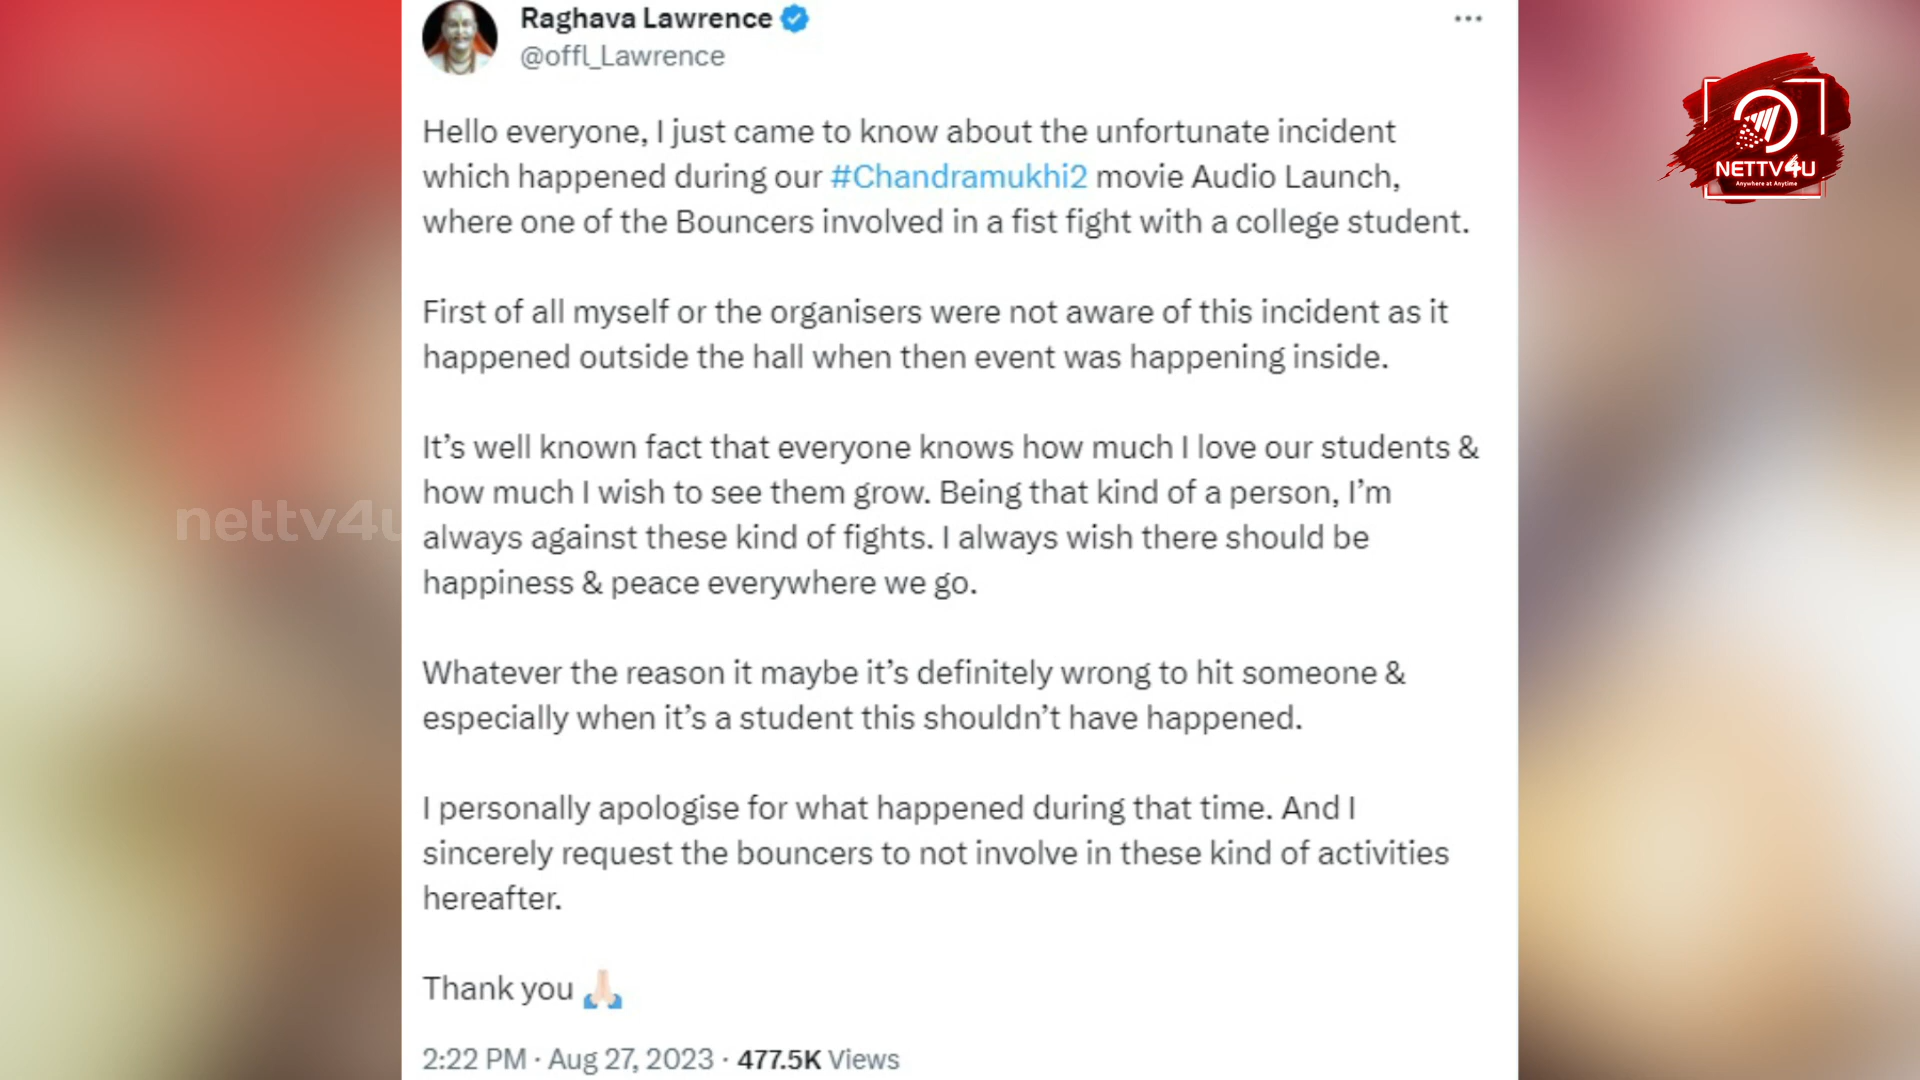 Raghava Lawrence
@offl_Lawrence
Hello everyone, I just came to know about the unfortunate incident
which happened during our #Chandramukhi2 movie Audio Launch,
where one of the Bouncers involved in a fist fight with a college student.
First of all myself or the organisers were not aware of this incident as it
happened outside the hall when then event was happening inside.
It’s well known fact that everyone knows how much I love our students &
how much I wish to see them grow. Being that kind of a person, I’m
always against these kind of fights. I always wish there should be
happiness & peace everywhere we go.
Whatever the reason it maybe it’s definitely wrong to hit someone &
especially when it’s a student this shouldn’t have happened.
I personally apologise for what happened during that time. And I
sincerely request the bouncers to not involve in these kind of activities
hereafter.
Thank you 🙏🏻
2:22 PM · Aug 27, 2023 · 477.5K Views
NETTV4U
Anywhere at Anytime
nettv4u